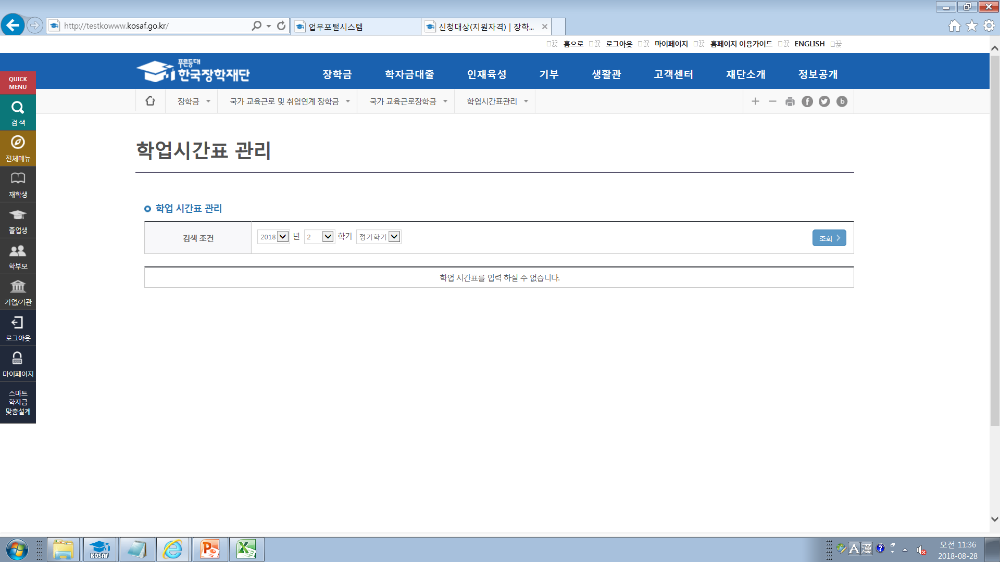 http://testkowww.kosaf.go.kr/
업무포털시스템
신청대상(지원자격) | 장학...
홈으로
로그아웃
마이페이지
홈페이지 이용가이드
ENGLISH
푸른등대
한국장학재단
장학금
학자금대출
인재육성
기부
생활관
고객센터
재단소개
정보공개
QUICK
MENU
검 색
전체메뉴
재학생
졸업생
학부모
기업/기관
로그아웃
마이페이지
스마트
학자금
맞춤설계
장학금
국가 교육근로 및 취업연계 장학금
국가 교육근로장학금
학업시간표관리
학업시간표 관리
학업 시간표 관리
검색 조건
2018 년 2 학기 정기학기
조회
학업 시간표를 입력 하실 수 없습니다.
KOSAF
A 漢
오전 11:36
2018-08-28